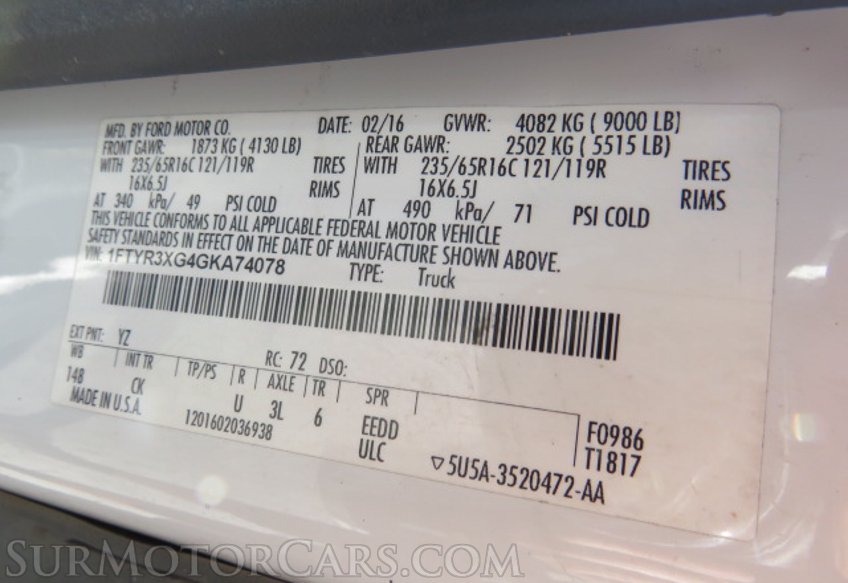 MFD. BY FORD MOTOR CO. DATE: 02/16 GVWR: 4082 KG ( 9000 LB)
FRONT GAWR: 1873 KG ( 4130 LB) REAR GAWR: 2502 KG ( 5515 LB)
WITH 235/65R16C 121/119R TIRES WITH 235/65R16C 121/119R TIRES
16X6.5J RIMS 16X6.5J RIMS
AT 340 kPa/ 49 PSI COLD AT 490 kPa/ 71 PSI COLD
THIS VEHICLE CONFORMS TO ALL APPLICABLE FEDERAL MOTOR VEHICLE
SAFETY STANDARDS IN EFFECT ON THE DATE OF MANUFACTURE SHOWN ABOVE.
VIN: 1FTYR3XG4GKA74078 TYPE: Truck
EXT PNT: YZ RC: 72 DSO:
WB INT TR TP/PS R AXLE TR SPR
148 CK U 3L 6 EEDD F0986
MADE IN U.S.A. 1201602036938 ULC T1817
5U5A-3520472-AA
SurMotorCars.com